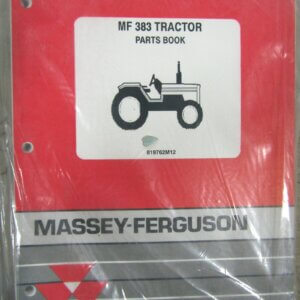 MF 383 TRACTOR
PARTS BOOK
819762M12
MASSEY-FERGUSON